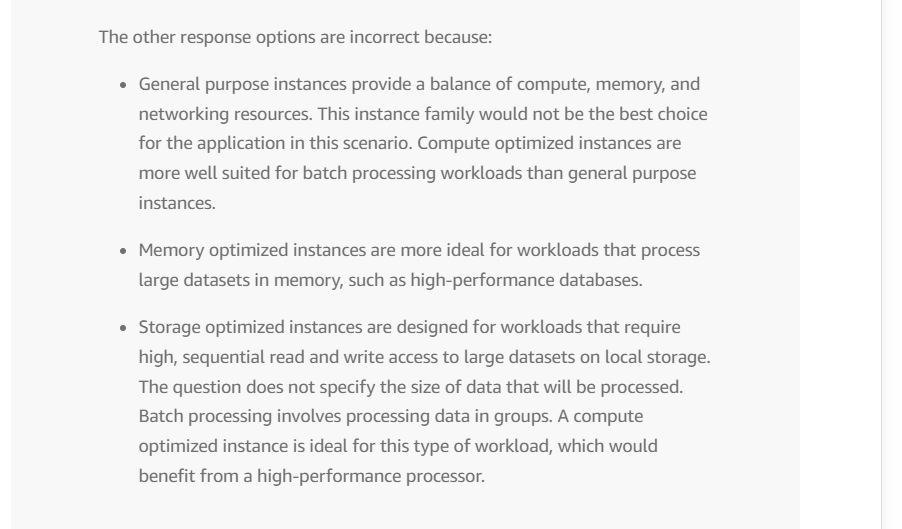 The other response options are incorrect because:
• General purpose instances provide a balance of compute, memory, and
networking resources. This instance family would not be the best choice
for the application in this scenario. Compute optimized instances are
more well suited for batch processing workloads than general purpose
instances.
• Memory optimized instances are more ideal for workloads that process
large datasets in memory, such as high-performance databases.
• Storage optimized instances are designed for workloads that require
high, sequential read and write access to large datasets on local storage.
The question does not specify the size of data that will be processed.
Batch processing involves processing data in groups. A compute
optimized instance is ideal for this type of workload, which would
benefit from a high-performance processor.